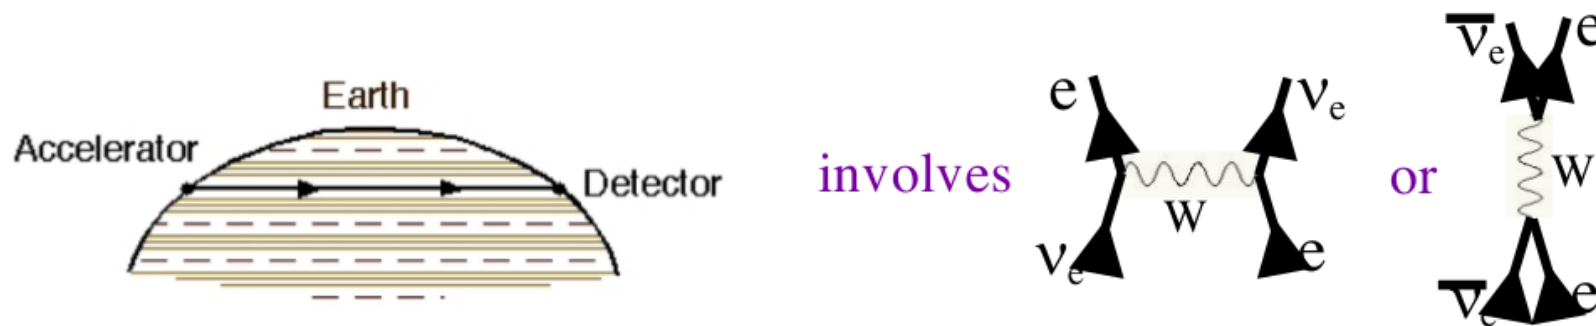 Earth
Accelerator
Detector
involves
e
νe
W
νe
e
or
ν̅e
e
W
ν̅e
e